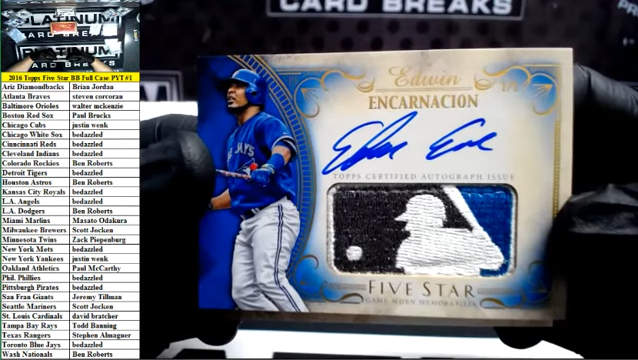 PLATINUM
CARD BREAKS
PLATINUM
CARD BREAKS
2016 Topps Five Star BB Full Case PYT #1
Ariz Diamondbacks Brian Jordan
Atlanta Braves steven corcoran
Baltimore Orioles walter mckenzie
Boston Red Sox Paul Brucks
Chicago Cubs justin wenk
Chicago White Sox bedazzled
Cinncinnati Reds bedazzled
Cleveland Indians bedazzled
Colorado Rockies Ben Roberts
Detroit Tigers bedazzled
Houston Astros Ben Roberts
Kansas City Royals bedazzled
L.A. Angels bedazzled
L.A. Dodgers Ben Roberts
Miami Marlins Masato Odakura
Milwaukee Brewers Scott Jocken
Minnesota Twins Zack Piepenburg
New York Mets bedazzled
New York Yankees justin wenk
Oakland Athletics Paul McCarthy
Phil. Phillies bedazzled
Pittsburgh Pirates bedazzled
San Fran Giants Jeremy Tillman
Seattle Mariners Scott Jocken
St. Louis Cardinals david bratcher
Tampa Bay Rays Todd Banning
Texas Rangers Stephen Almaguer
Toronto Blue Jays bedazzled
Wash Nationals Ben Roberts
CARD BREAKS
Edwin
ENCARNACION
1/1
JAYS
TOPPS CERTIFIED AUTOGRAPH ISSUE
FIVE STAR
GAME-WORN MEMORABILIA